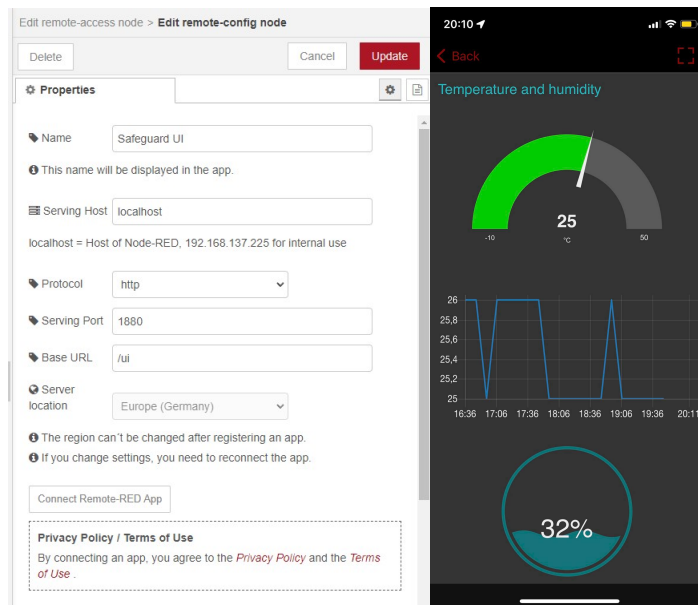 Edit remote-access node > Edit remote-config node
Delete
Cancel
Update
Properties
Name
Safeguard UI
This name will be displayed in the app.
Serving Host
localhost
localhost = Host of Node-RED, 192.168.137.225 for internal use
Protocol
http
Serving Port
1880
Base URL
/ui
Server
location
Europe (Germany)
The region can´t be changed after registering an app.
If you change settings, you need to reconnect the app.
Connect Remote-RED App
Privacy Policy / Terms of Use
By connecting an app, you agree to the Privacy Policy and the Terms
of Use .
20:10
Back
Temperature and humidity
25
-10
°C
50
26
25,8
25,6
25,4
25,2
25
16:36 17:06 17:36 18:06 18:36 19:06 19:36 20:11
32%